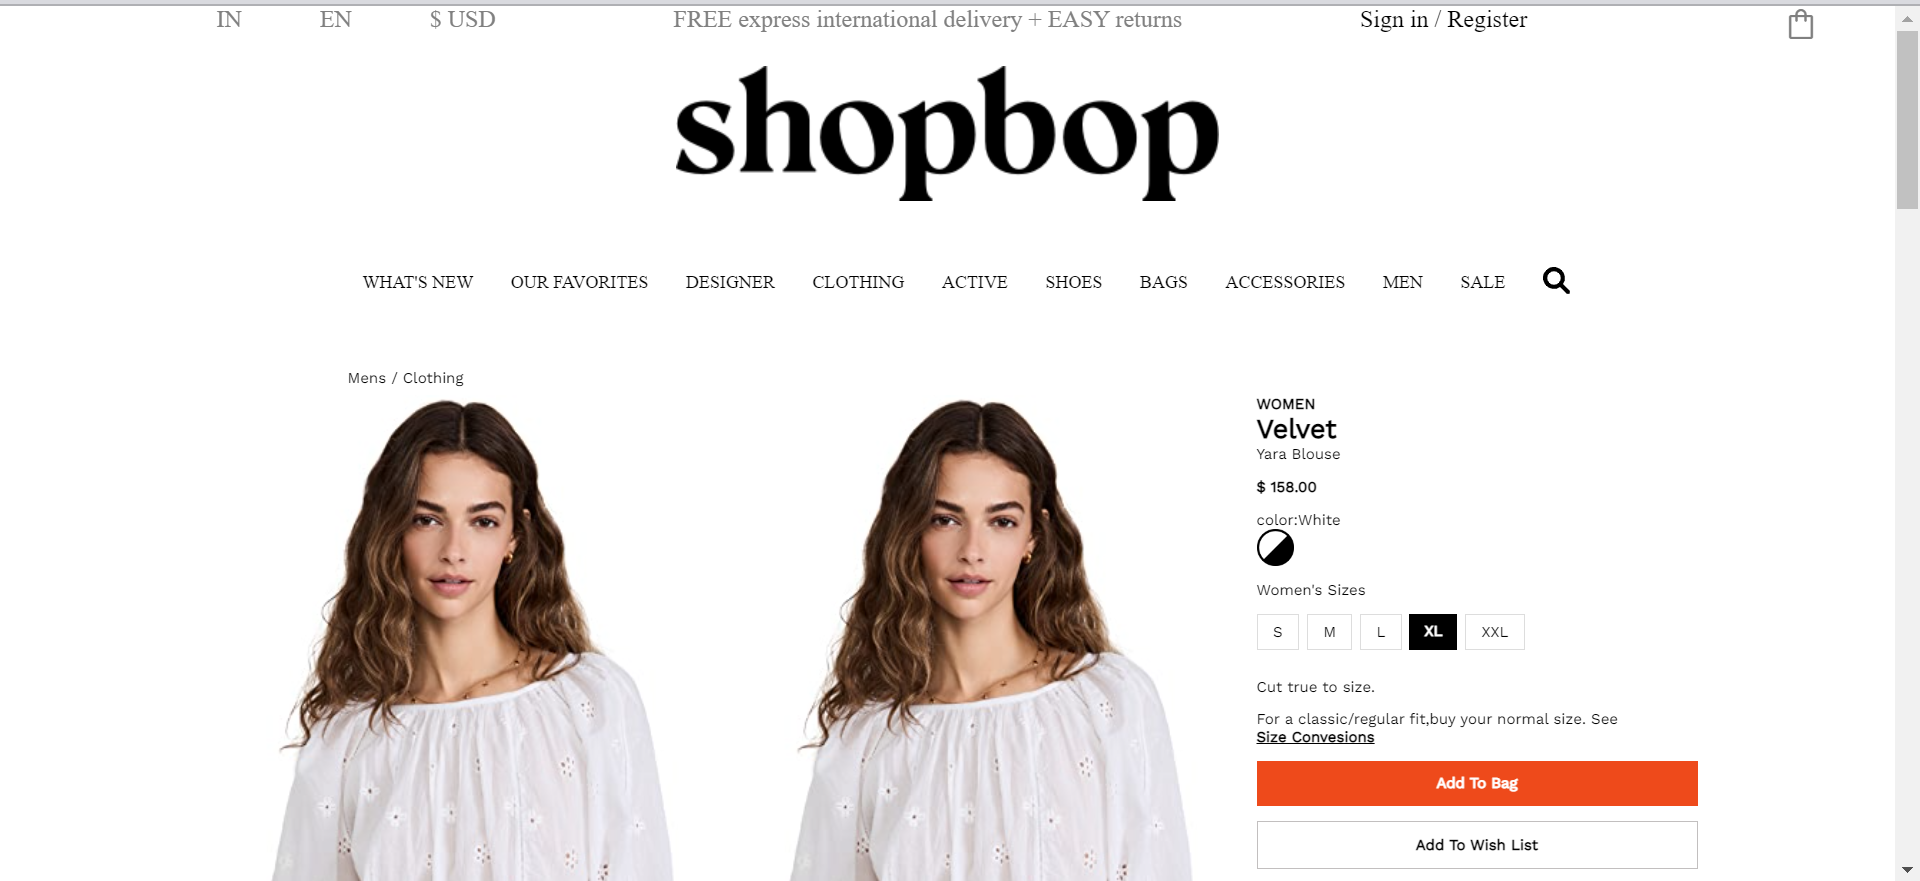 IN EN $ USD FREE express international delivery + EASY returns Sign in / Register
shopbop
WHAT'S NEW OUR FAVORITES DESIGNER CLOTHING ACTIVE SHOES BAGS ACCESSORIES MEN SALE
Mens / Clothing
WOMEN
Velvet
Yara Blouse
$ 158.00
color:White
Women's Sizes
S M L XL XXL
Cut true to size.
For a classic/regular fit,buy your normal size. See
Size Convesions
Add To Bag
Add To Wish List